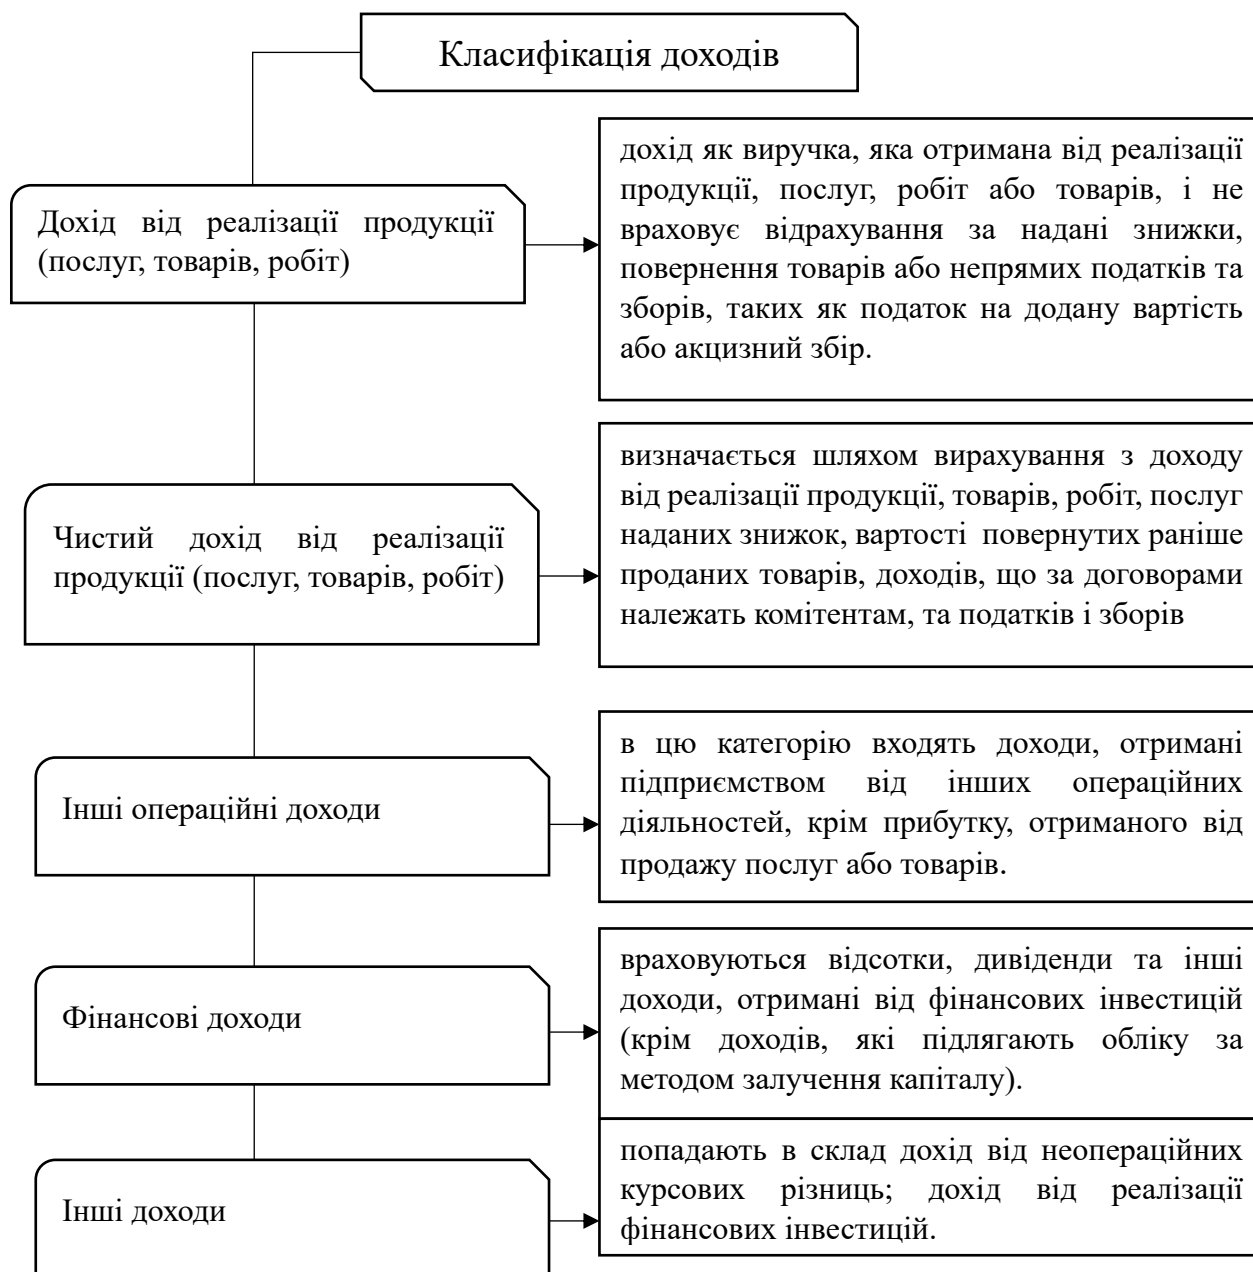 Класифікація доходів
Дохід від реалізації продукції
(послуг, товарів, робіт)
дохід як виручка, яка отримана від реалізації
продукції, послуг, робіт або товарів, і не
враховує відрахування за надані знижки,
повернення товарів або непрямих податків та
зборів, таких як податок на додану вартість
або акцизний збір.
Чистий дохід від реалізації
продукції (послуг, товарів, робіт)
визначається шляхом вирахування з доходу
від реалізації продукції, товарів, робіт, послуг
наданих знижок, вартості повернутих раніше
проданих товарів, доходів, що за договорами
належать комітентам, та податків і зборів
Інші операційні доходи
в цю категорію входять доходи, отримані
підприємством від інших операційних
діяльностей, крім прибутку, отриманого від
продажу послуг або товарів.
Фінансові доходи
враховуються відсотки, дивіденди та інші
доходи, отримані від фінансових інвестицій
(крім доходів, які підлягають обліку за
методом залучення капіталу).
Інші доходи
попадають в склад дохід від неопераційних
курсових різниць; дохід від реалізації
фінансових інвестицій.